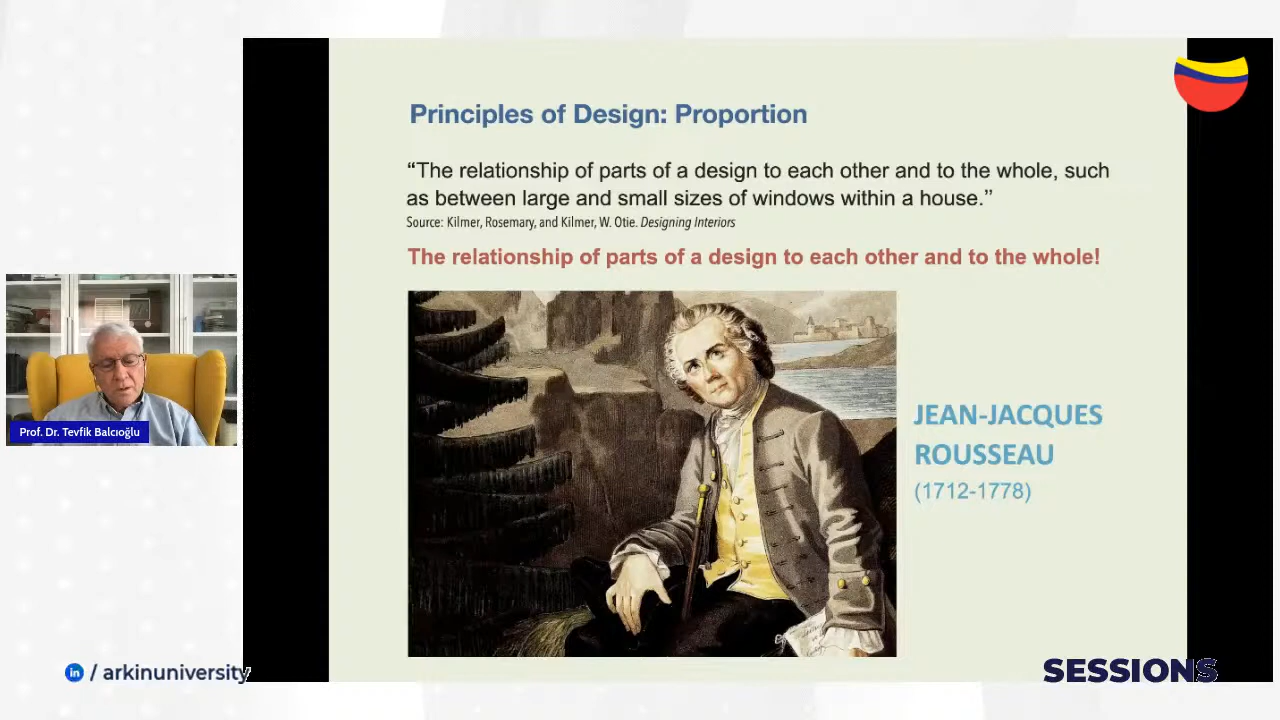 Principles of Design: Proportion
“The relationship of parts of a design to each other and to the whole, such
as between large and small sizes of windows within a house.”
Source: Kilmer, Rosemary, and Kilmer, W. Otie. Designing Interiors
The relationship of parts of a design to each other and to the whole!
JEAN-JACQUES
ROUSSEAU
(1712-1778)
Prof. Dr. Tevfik Balcıoğlu
in / arkinuniversity
SESSIONS